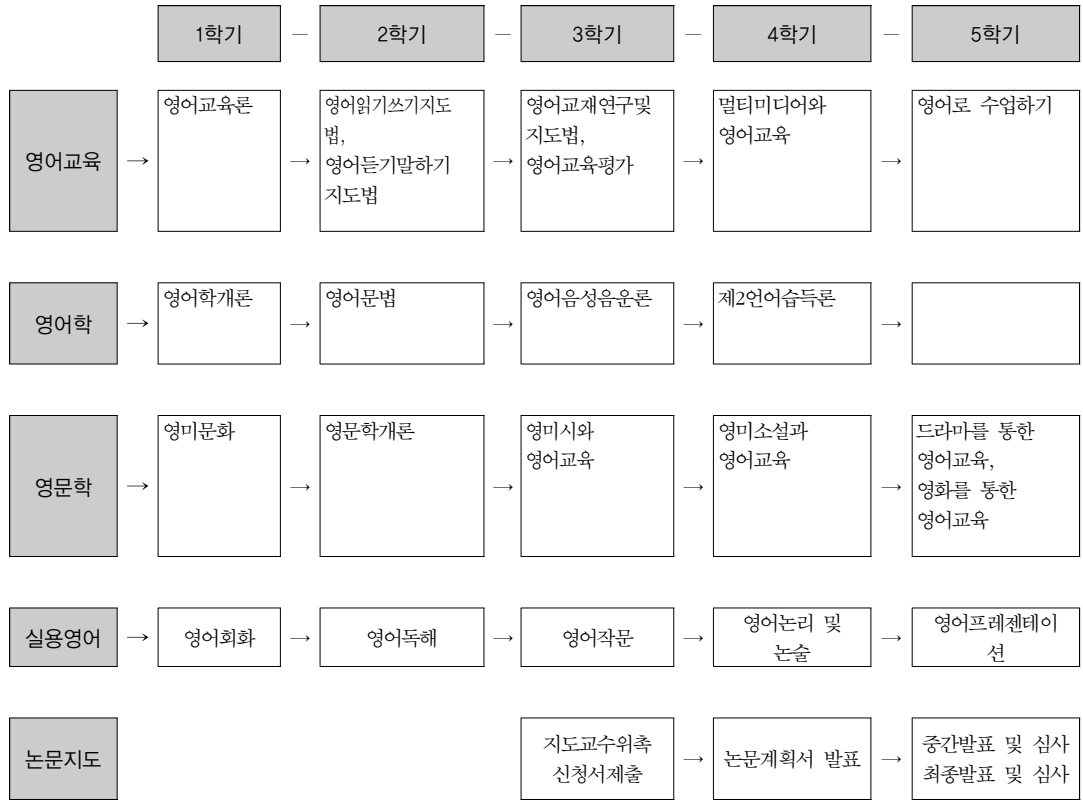 1학기 － 2학기 － 3학기 － 4학기 － 5학기
영어교육
→
영어교육론
→
영어읽기쓰기지도
법,
영어듣기말하기
지도법
→
영어교재연구및
지도법,
영어교육평가
→
멀티미디어와
영어교육
→
영어로 수업하기
영어학
→
영어학개론
→
영어문법
→
영어음성음운론
→
제2언어습득론
→
영문학
→
영미문화
→
영문학개론
→
영미시와
영어교육
→
영미소설과
영어교육
→
드라마를 통한
영어교육,
영화를 통한
영어교육
실용영어
→
영어회화
→
영어독해
→
영어작문
→
영어논리 및
논술
→
영어프레젠테이
션
논문지도
지도교수위촉
신청서제출
→
논문계획서 발표
→
중간발표 및 심사
최종발표 및 심사